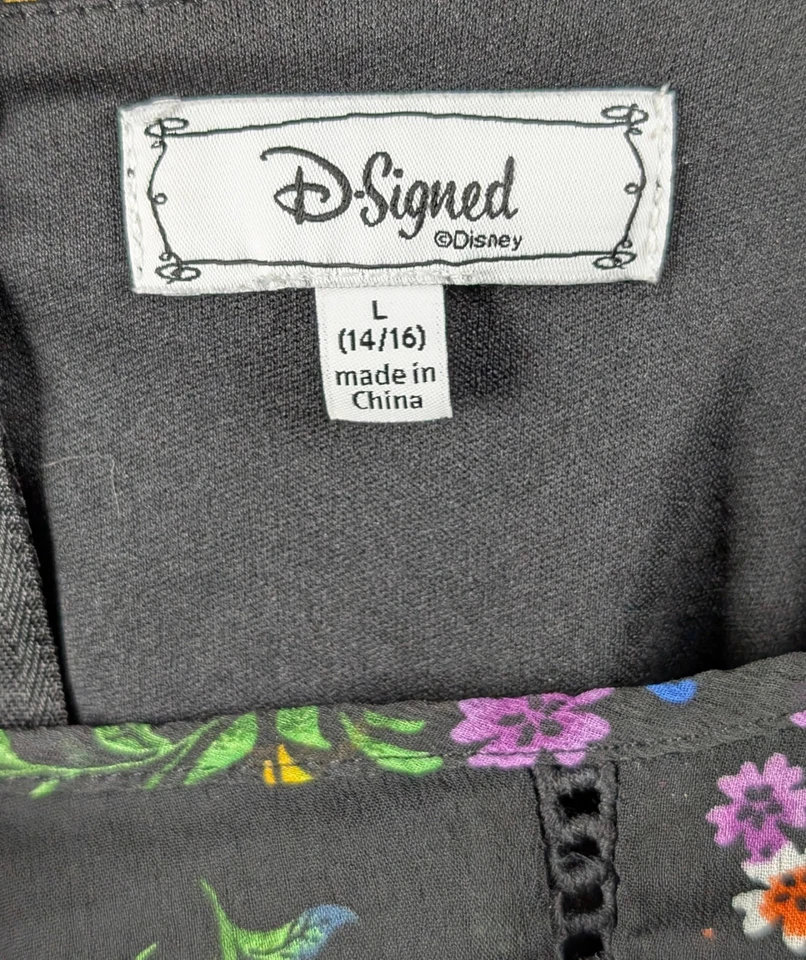 D-Signed
©Disney
L
(14/16)
made in
China